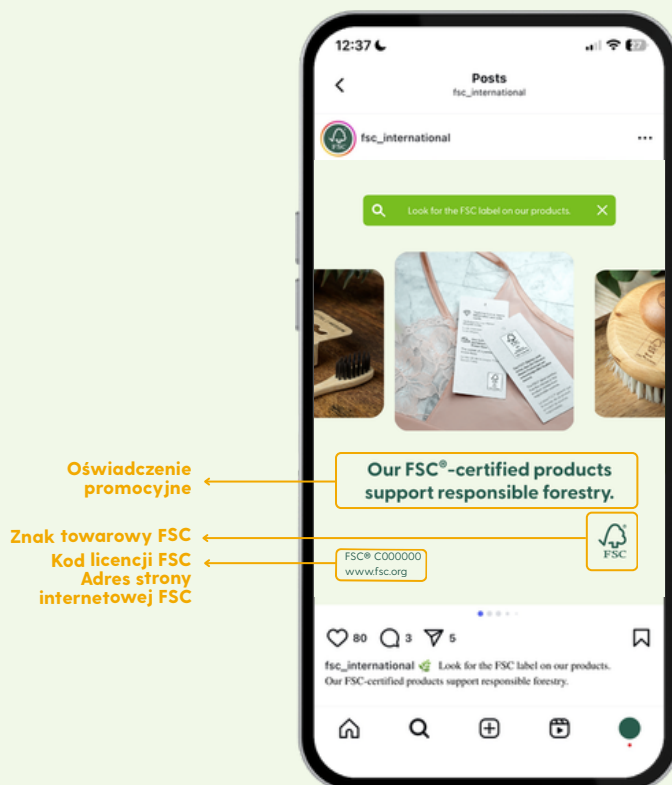 12:37
27
Posts
fsc_international
FSC
fsc_international
Look for the FSC label on our products.
FSC
Oświadczenie
promocyjne
Our FSC®-certified products
support responsible forestry.
Znak towarowy FSC
FSC
Kod licencji FSC
Adres strony
internetowej FSC
FSC® C000000
www.fsc.org
80 3 5
fsc_international 🌿 Look for the FSC label on our products.
Our FSC-certified products support responsible forestry.